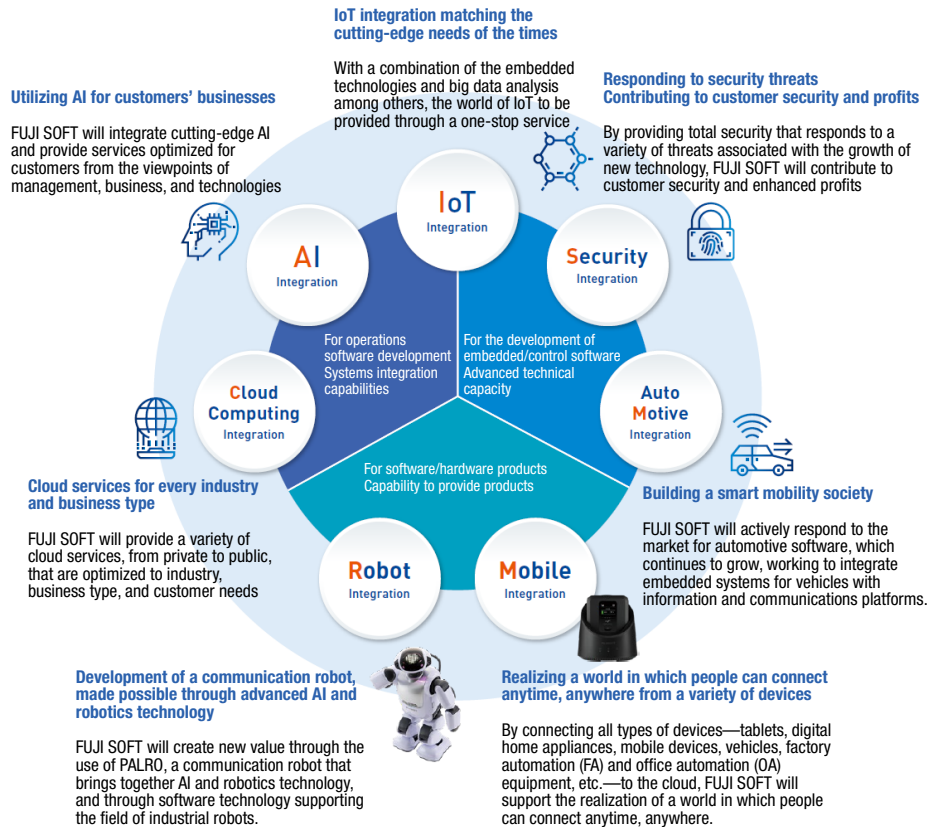 IoT integration matching the
cutting-edge needs of the times
With a combination of the embedded
technologies and big data analysis
among others, the world of IoT to be
provided through a one-stop service
Utilizing AI for customers' businesses
FUJI SOFT will integrate cutting-edge AI
and provide services optimized for
customers from the viewpoints of
management, business, and technologies
Responding to security threats
Contributing to customer security and profits
By providing total security that responds to a
variety of threats associated with the growth of
new technology, FUJI SOFT will contribute to
customer security and enhanced profits
IoT
Integration
AI
Integration
Security
Integration
For operations
software development
Systems integration
capabilities
For the development of
embedded/control software
Advanced technical
capacity
Cloud
Computing
Integration
Auto
Motive
Integration
For software/hardware products
Capability to provide products
Cloud services for every industry
and business type
FUJI SOFT will provide a variety of
cloud services, from private to public,
that are optimized to industry,
business type, and customer needs
Building a smart mobility society
FUJI SOFT will actively respond to the
market for automotive software, which
continues to grow, working to integrate
embedded systems for vehicles with
information and communications platforms.
Robot
Integration
Mobile
Integration
Development of a communication robot,
made possible through advanced AI and
robotics technology
FUJI SOFT will create new value through the
use of PALRO, a communication robot that
brings together AI and robotics technology,
and through software technology supporting
the field of industrial robots.
Realizing a world in which people can connect
anytime, anywhere from a variety of devices
By connecting all types of devices—tablets, digital
home appliances, mobile devices, vehicles, factory
automation (FA) and office automation (OA)
equipment, etc.—to the cloud, FUJI SOFT will
support the realization of a world in which people
can connect anytime, anywhere.